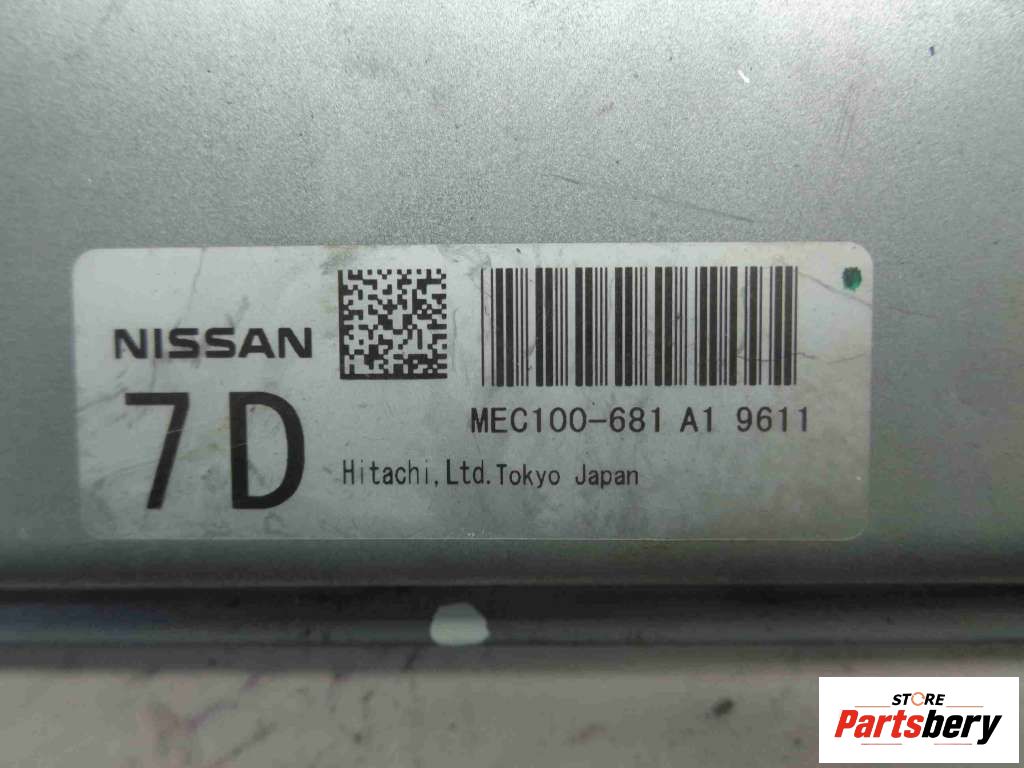 NISSAN
7D
MEC100-681 A1 9611
Hitachi,Ltd.Tokyo Japan
STORE
Partsbery